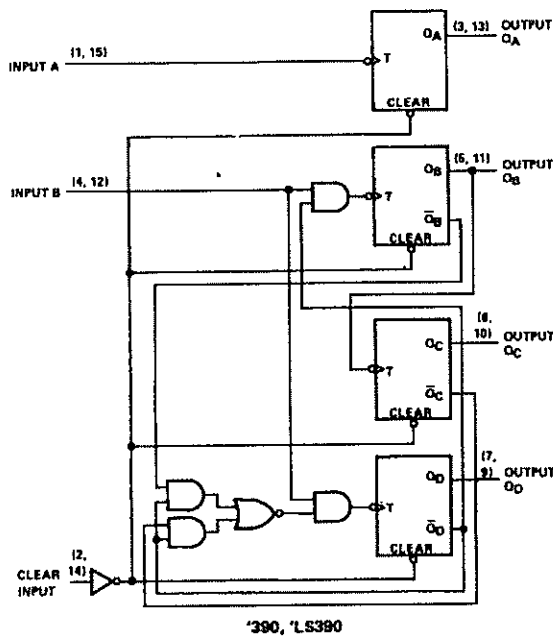 (3, 13) OUTPUT
QA
QA
(1, 15)
INPUT A
T
CLEAR
(5, 11) OUTPUT
QB
QB
(4, 12)
INPUT B
T
Q̅B
CLEAR
(6,
10) OUTPUT
QC
QC
T
Q̅C
CLEAR
(7,
9) OUTPUT
QD
QD
T
Q̅D
(2,
14)
CLEAR
INPUT
CLEAR
'390, 'LS390